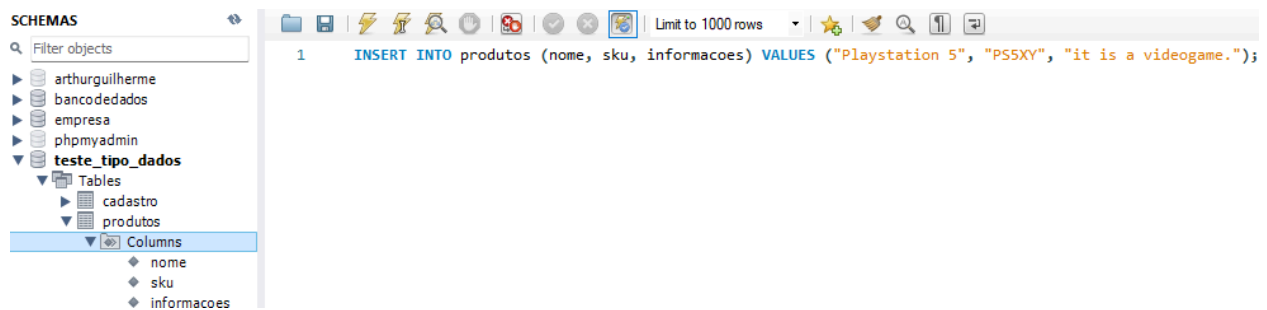 SCHEMAS
Filter objects
arthurguilherme
bancodedados
empresa
phpmyadmin
teste_tipo_dados
Tables
cadastro
produtos
Columns
nome
sku
informacoes
Limit to 1000 rows
1 INSERT INTO produtos (nome, sku, informacoes) VALUES ("Playstation 5", "PS5XY", "it is a videogame.");